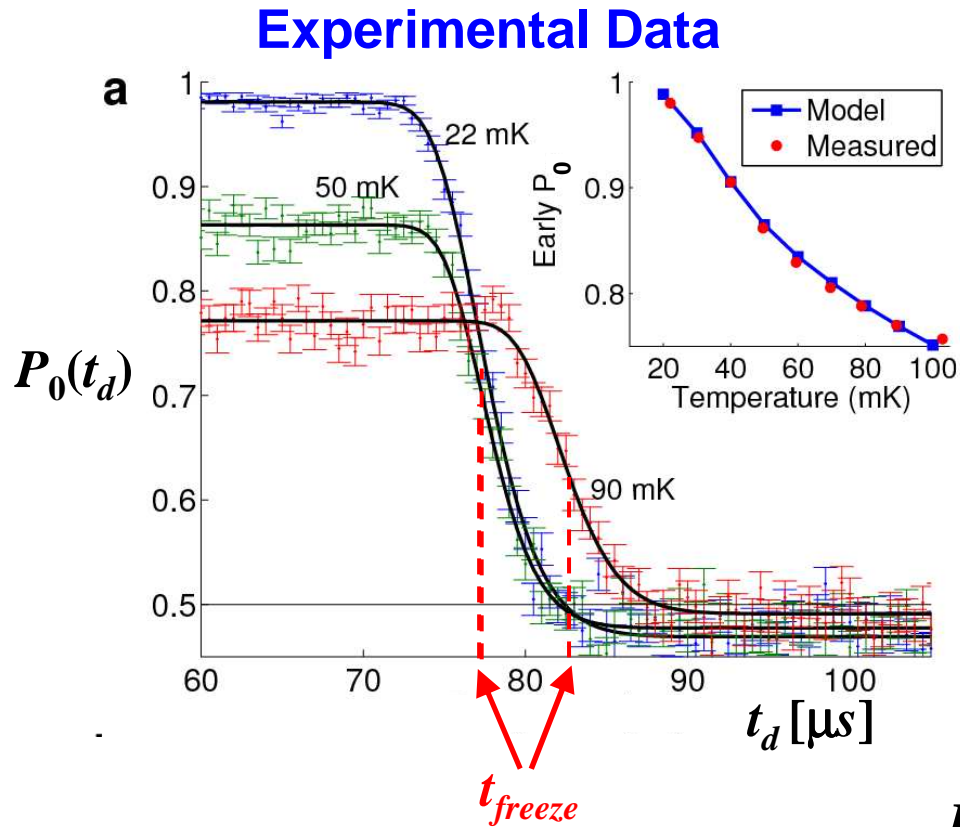 Experimental Data
a
1
0.9
0.8
0.7
0.6
0.5
P0(td)
22 mK
50 mK
90 mK
60 70 80 90 100
td [μs]
tfreeze
1
0.9
0.8
Early P0
Model
Measured
20 40 60 80 100
Temperature (mK)